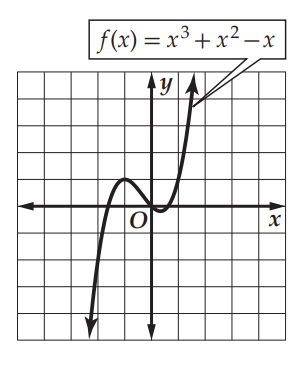 f(x) = x³ + x² − x
y
O
x